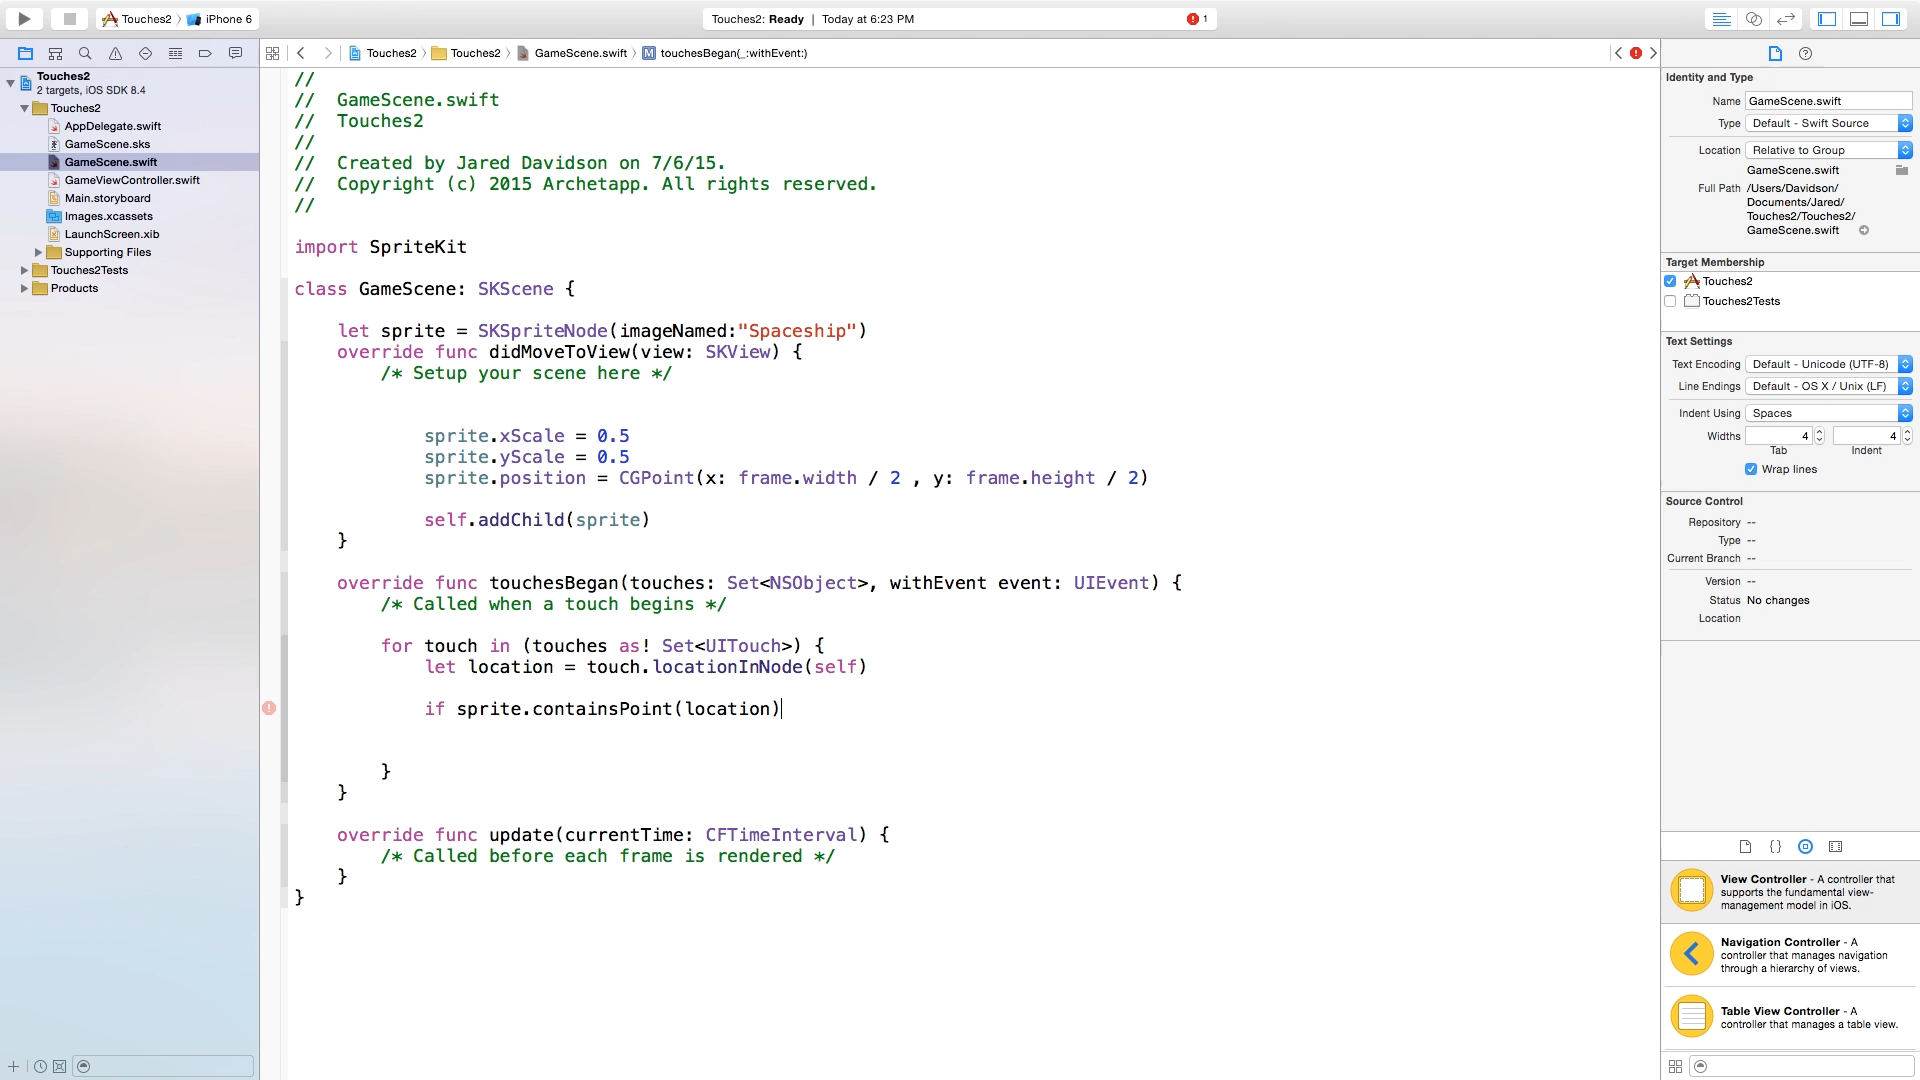 Touches2 〉 iPhone 6
Touches2: Ready | Today at 6:23 PM
1
Touches2 〉 Touches2 〉 GameScene.swift 〉 M touchesBegan(_:withEvent:)
Touches2
2 targets, iOS SDK 8.4
Touches2
AppDelegate.swift
GameScene.sks
GameScene.swift
GameViewController.swift
Main.storyboard
Images.xcassets
LaunchScreen.xib
Supporting Files
Touches2Tests
Products
//
//  GameScene.swift
//  Touches2
//
//  Created by Jared Davidson on 7/6/15.
//  Copyright (c) 2015 Archetapp. All rights reserved.
//
import SpriteKit
class GameScene: SKScene {
let sprite = SKSpriteNode(imageNamed:"Spaceship")
override func didMoveToView(view: SKView) {
/* Setup your scene here */
sprite.xScale = 0.5
sprite.yScale = 0.5
sprite.position = CGPoint(x: frame.width / 2 , y: frame.height / 2)
self.addChild(sprite)
}
override func touchesBegan(touches: Set<NSObject>, withEvent event: UIEvent) {
/* Called when a touch begins */
for touch in (touches as! Set<UITouch>) {
let location = touch.locationInNode(self)
if sprite.containsPoint(location)
}
}
override func update(currentTime: CFTimeInterval) {
/* Called before each frame is rendered */
}
}
Identity and Type
Name GameScene.swift
Type Default - Swift Source
Location Relative to Group
GameScene.swift
Full Path /Users/Davidson/
Documents/Jared/
Touches2/Touches2/
GameScene.swift
Target Membership
Touches2
Touches2Tests
Text Settings
Text Encoding Default - Unicode (UTF-8)
Line Endings Default - OS X / Unix (LF)
Indent Using Spaces
Widths 4 4
Tab Indent
Wrap lines
Source Control
Repository --
Type --
Current Branch --
Version --
Status No changes
Location
View Controller - A controller that
supports the fundamental view-
management model in iOS.
Navigation Controller - A
controller that manages navigation
through a hierarchy of views.
Table View Controller - A
controller that manages a table view.